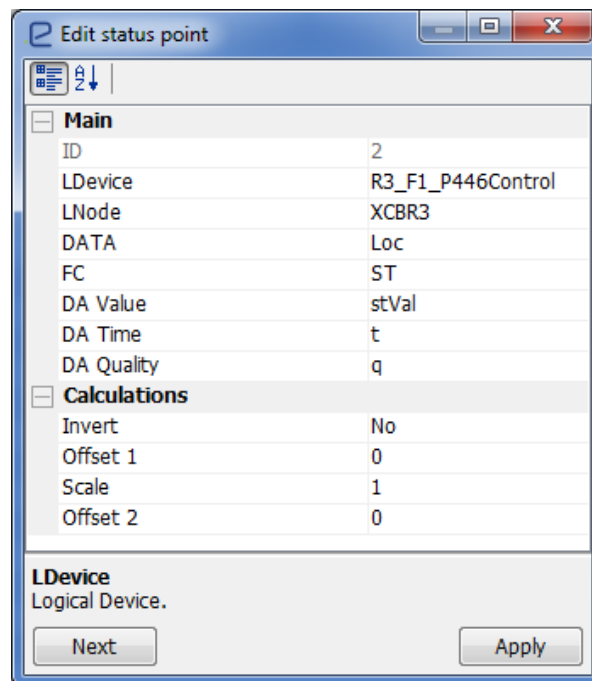 Edit status point
Main
ID 2
LDevice R3_F1_P446Control
LNode XCBR3
DATA Loc
FC ST
DA Value stVal
DA Time t
DA Quality q
Calculations
Invert No
Offset 1 0
Scale 1
Offset 2 0
LDevice
Logical Device.
Next Apply